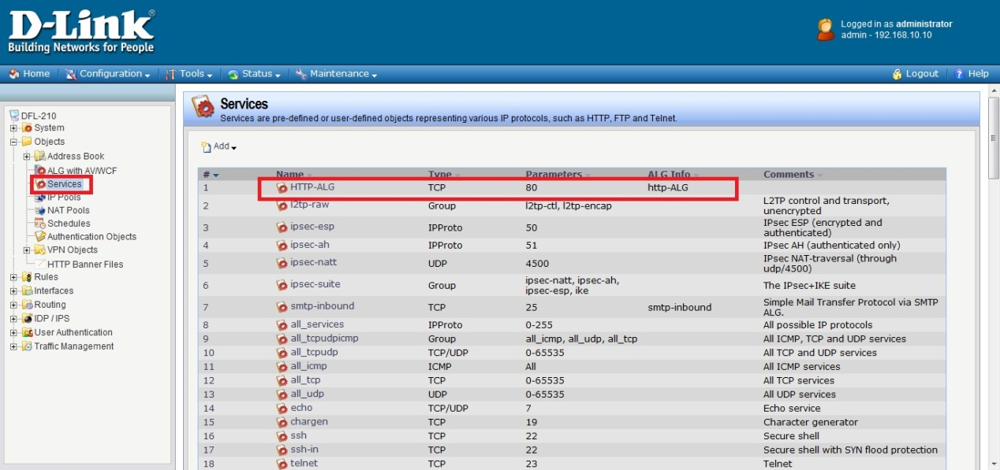 D-Link®
Building Networks for People
Logged in as administrator
admin - 192.168.10.10
Home Configuration Tools Status Maintenance Logout Help
DFL-210
System
Objects
Address Book
ALG with AV/WCF
Services
IP Pools
NAT Pools
Schedules
Authentication Objects
VPN Objects
HTTP Banner Files
Rules
Interfaces
Routing
IDP / IPS
User Authentication
Traffic Management
Services
Services are pre-defined or user-defined objects representing various IP protocols, such as HTTP, FTP and Telnet.
Add
# Name Type Parameters ALG Info Comments
1 HTTP-ALG TCP 80 http-ALG
2 l2tp-raw Group l2tp-ctl, l2tp-encap L2TP control and transport,
unencrypted
3 ipsec-esp IPProto 50 IPsec ESP (encrypted and
authenticated)
4 ipsec-ah IPProto 51 IPsec AH (authenticated only)
5 ipsec-natt UDP 4500 IPsec NAT-traversal (through
udp/4500)
6 ipsec-suite Group ipsec-natt, ipsec-ah,
ipsec-esp, ike The IPsec+IKE suite
7 smtp-inbound TCP 25 smtp-inbound Simple Mail Transfer Protocol via SMTP
ALG.
8 all_services IPProto 0-255 All possible IP protocols
9 all_tcpudpicmp Group all_icmp, all_udp, all_tcp All ICMP, TCP and UDP services
10 all_tcpudp TCP/UDP 0-65535 All TCP and UDP services
11 all_icmp ICMP All All ICMP services
12 all_tcp TCP 0-65535 All TCP services
13 all_udp UDP 0-65535 All UDP services
14 echo TCP/UDP 7 Echo service
15 chargen TCP 19 Character generator
16 ssh TCP 22 Secure shell
17 ssh-in TCP 22 Secure shell with SYN flood protection
18 telnet TCP 23 Telnet